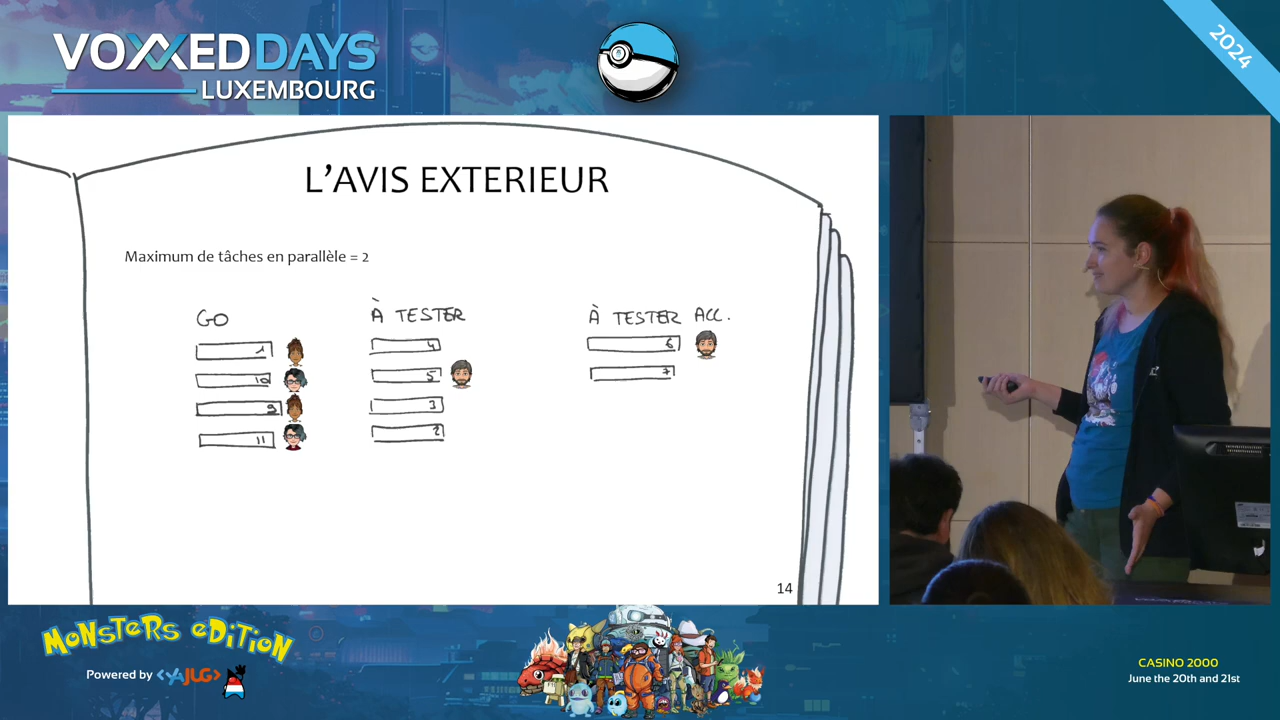 VOXXEDDAYS
LUXEMBOURG
2024
L'AVIS EXTERIEUR
Maximum de tâches en parallèle = 2
GO
À TESTER
À TESTER ACC.
1
4
6
10
5
7
9
3
11
2
14
MONSTERS EDITION
Powered by <YAJUG>
CASINO 2000
June the 20th and 21st